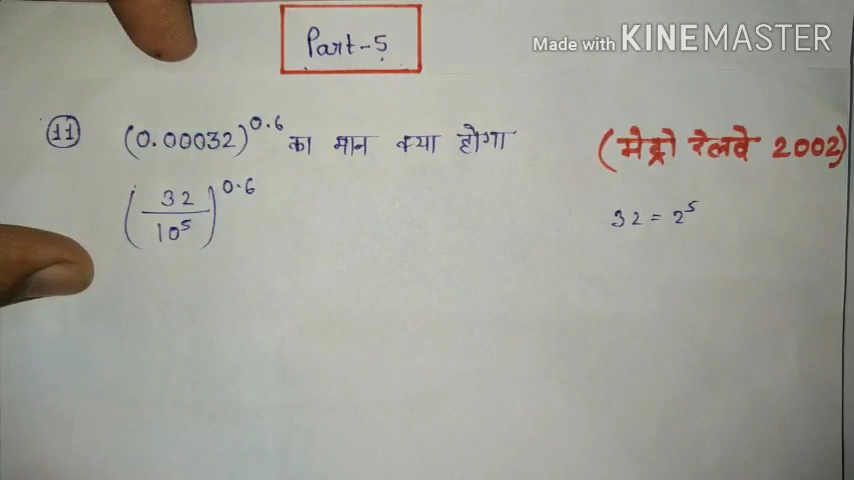 Part-5
Made with KINEMASTER
11 (0.00032)^0.6 का मान क्या होगा (मेट्रो रेलवे 2002)
(32/10^5)^0.6
32 = 2^5